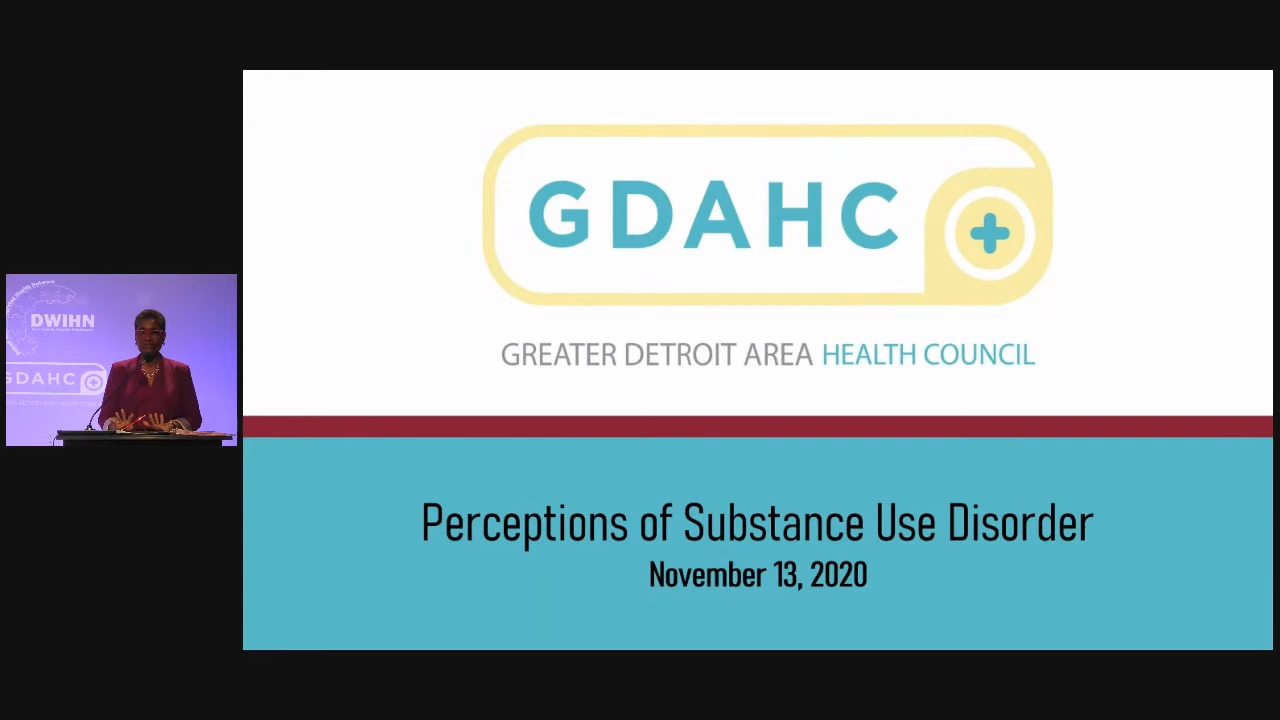 GDAHC
GREATER DETROIT AREA HEALTH COUNCIL
Perceptions of Substance Use Disorder
November 13, 2020
DWIHN
GDAHC